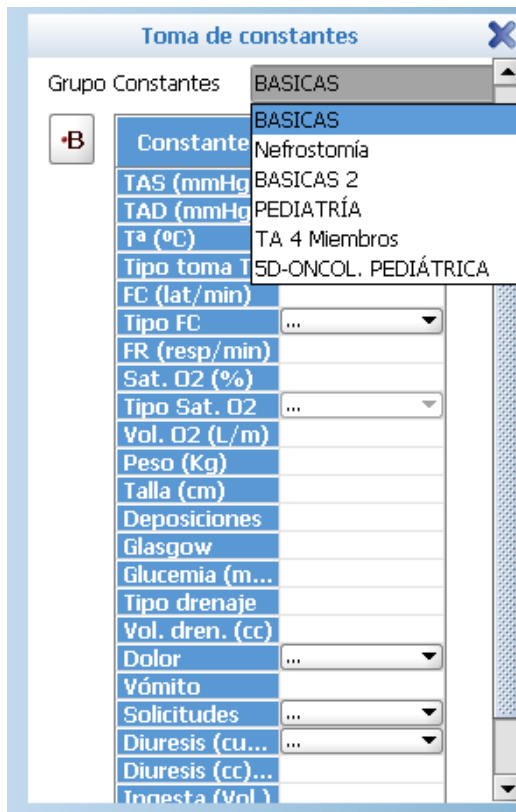 Toma de constantes
Grupo Constantes BASICAS
BASICAS
Nefrostomía
BASICAS 2
PEDIATRÍA
TA 4 Miembros
5D-ONCOL. PEDIÁTRICA
•B
Constante
TAS (mmHg
TAD (mmHg
Tª (ºC)
Tipo toma T
FC (lat/min)
Tipo FC ...
FR (resp/min)
Sat. O2 (%)
Tipo Sat. O2 ...
Vol. O2 (L/m)
Peso (Kg)
Talla (cm)
Deposiciones
Glasgow
Glucemia (m...
Tipo drenaje
Vol. dren. (cc)
Dolor ...
Vómito
Solicitudes ...
Diuresis (cu... ...
Diuresis (cc)...
Ingesta (Vol.)